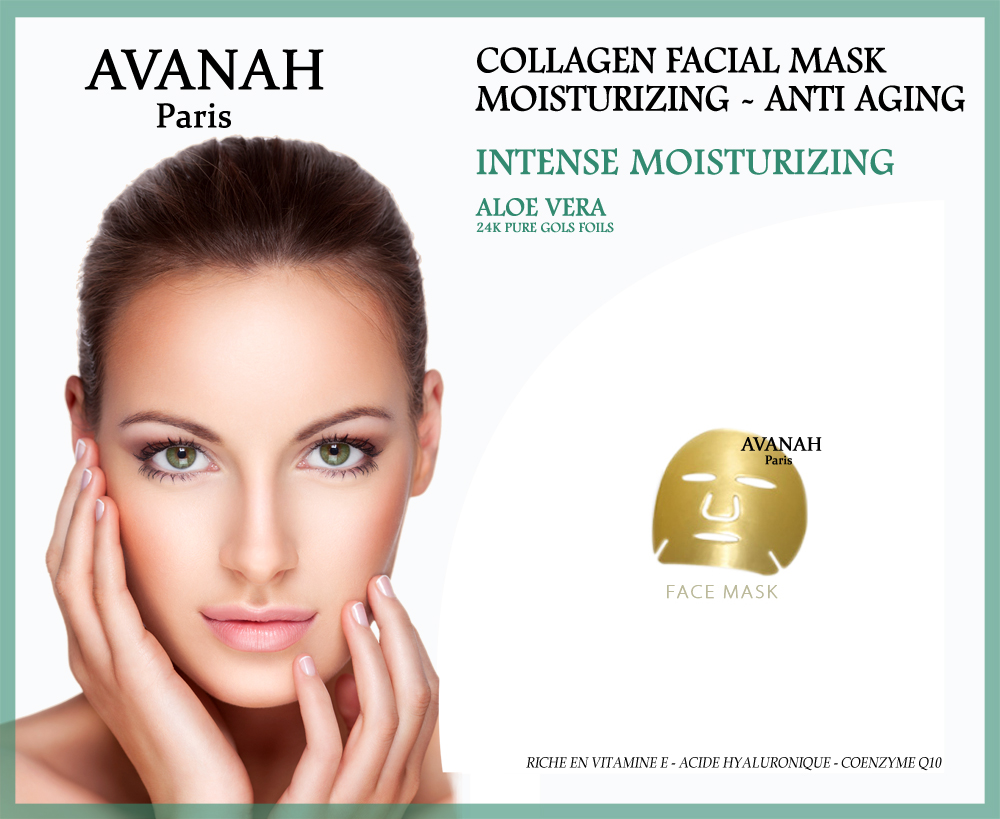 AVANAH
Paris
COLLAGEN FACIAL MASK
MOISTURIZING ~ ANTI AGING
INTENSE MOISTURIZING
ALOE VERA
24K PURE GOLS FOILS
AVANAH
Paris
FACE MASK
RICHE EN VITAMINE E - ACIDE HYALURONIQUE - COENZYME Q10